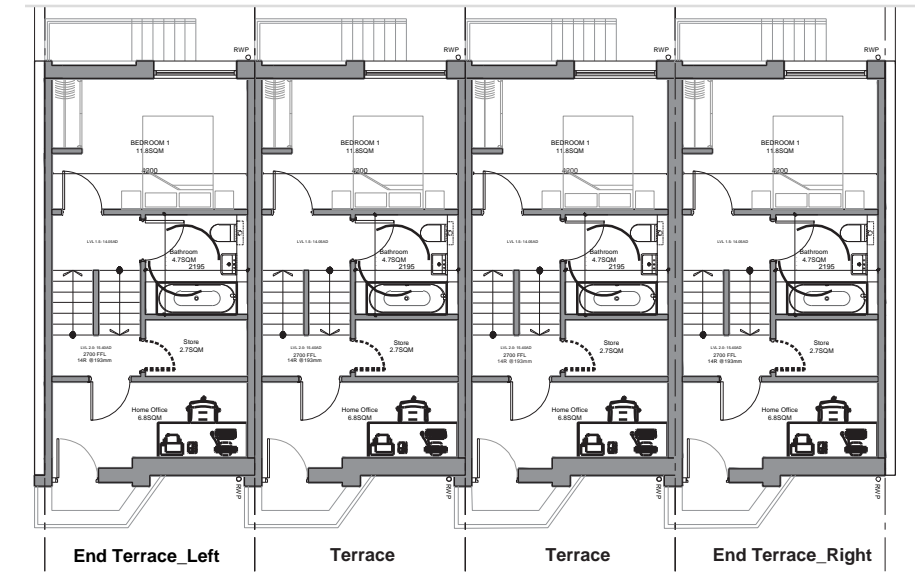 RWP
BEDROOM 1
11.8SQM
4200
Bathroom
4.7SQM
2195
Store
2.7SQM
2700 FFL
14R @193mm
Home Office
6.8SQM
RWP
End Terrace_Left
RWP
BEDROOM 1
11.8SQM
4200
Bathroom
4.7SQM
2195
Store
2.7SQM
2700 FFL
14R @193mm
Home Office
6.8SQM
RWP
Terrace
RWP
BEDROOM 1
11.8SQM
4200
Bathroom
4.7SQM
2195
Store
2.7SQM
2700 FFL
14R @193mm
Home Office
6.8SQM
RWP
Terrace
RWP
BEDROOM 1
11.8SQM
4200
Bathroom
4.7SQM
2195
Store
2.7SQM
2700 FFL
14R @193mm
Home Office
6.8SQM
RWP
End Terrace_Right